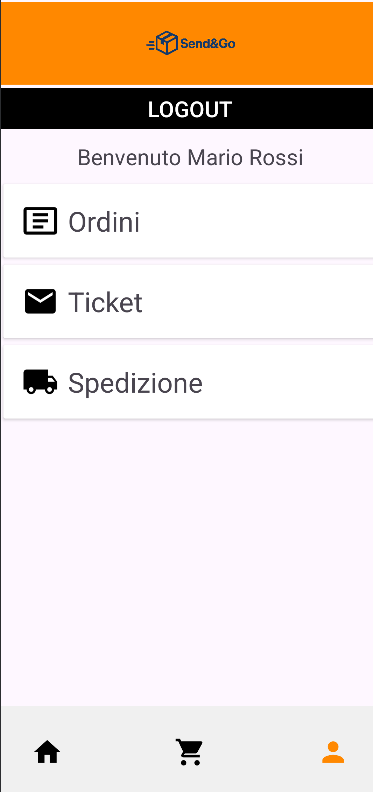 Send&Go
LOGOUT
Benvenuto Mario Rossi
Ordini
Ticket
Spedizione